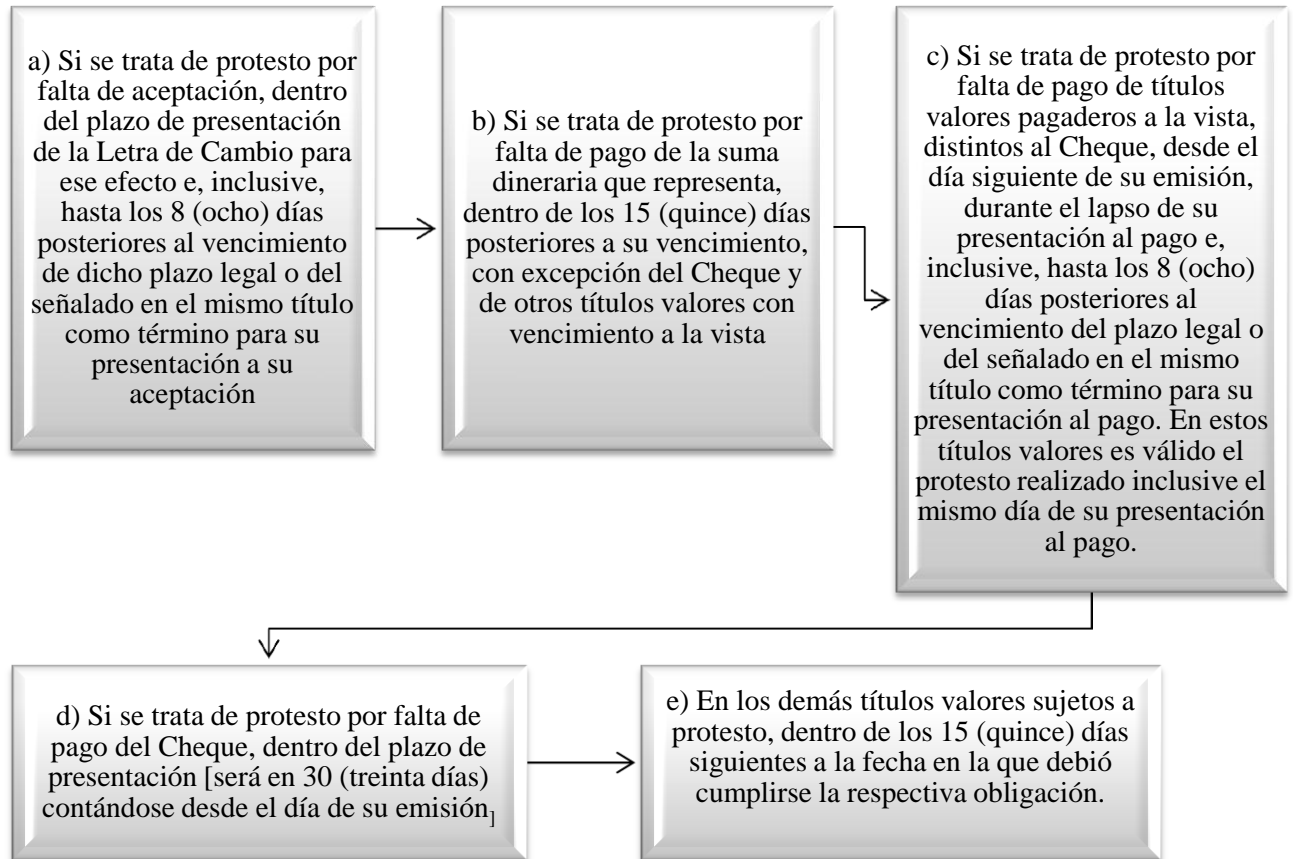 a) Si se trata de protesto por
falta de aceptación, dentro
del plazo de presentación
de la Letra de Cambio para
ese efecto e, inclusive,
hasta los 8 (ocho) días
posteriores al vencimiento
de dicho plazo legal o del
señalado en el mismo título
como término para su
presentación a su
aceptación
b) Si se trata de protesto por
falta de pago de la suma
dineraria que representa,
dentro de los 15 (quince) días
posteriores a su vencimiento,
con excepción del Cheque y
de otros títulos valores con
vencimiento a la vista
c) Si se trata de protesto por
falta de pago de títulos
valores pagaderos a la vista,
distintos al Cheque, desde el
día siguiente de su emisión,
durante el lapso de su
presentación al pago e,
inclusive, hasta los 8 (ocho)
días posteriores al
vencimiento del plazo legal o
del señalado en el mismo
título como término para su
presentación al pago. En estos
títulos valores es válido el
protesto realizado inclusive el
mismo día de su presentación
al pago.
d) Si se trata de protesto por falta de
pago del Cheque, dentro del plazo de
presentación [será en 30 (treinta días)
contándose desde el día de su emisión]
e) En los demás títulos valores sujetos a
protesto, dentro de los 15 (quince) días
siguientes a la fecha en la que debió
cumplirse la respectiva obligación.